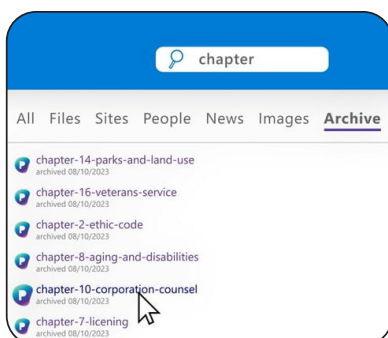 chapter
All Files Sites People News Images Archive
chapter-14-parks-and-land-use
archived 08/10/2023
chapter-16-veterans-service
archived 08/10/2023
chapter-2-ethic-code
archived 08/10/2023
chapter-8-aging-and-disabilities
archived 08/10/2023
chapter-10-corporation-counsel
archived 08/10/2023
chapter-7-licening
archived 08/10/2023